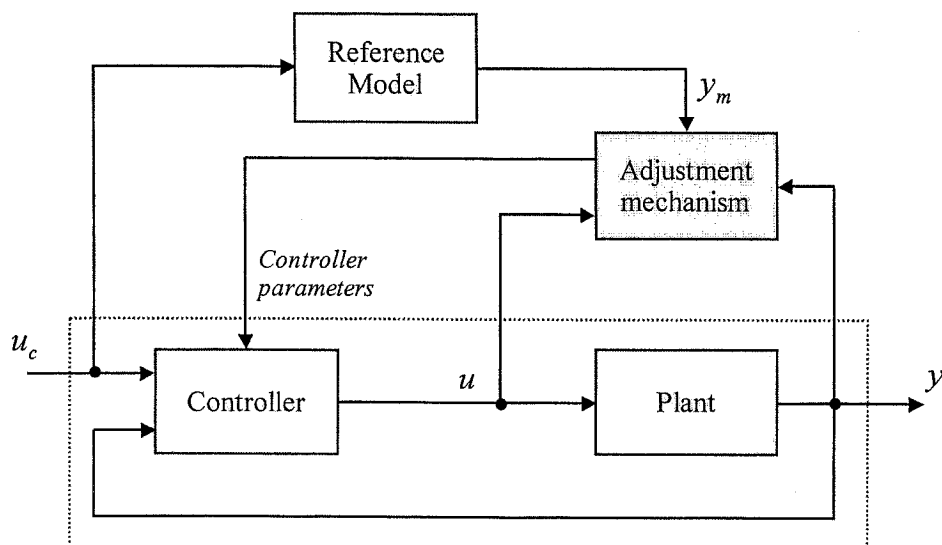 Reference
Model
y_m
Adjustment
mechanism
Controller
parameters
u_c
Controller
u
Plant
y